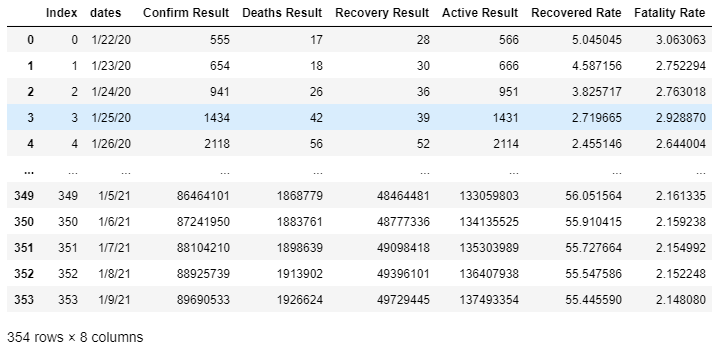 Index dates Confirm Result Deaths Result Recovery Result Active Result Recovered Rate Fatality Rate
0 0 1/22/20 555 17 28 566 5.045045 3.063063
1 1 1/23/20 654 18 30 666 4.587156 2.752294
2 2 1/24/20 941 26 36 951 3.825717 2.763018
3 3 1/25/20 1434 42 39 1431 2.719665 2.928870
4 4 1/26/20 2118 56 52 2114 2.455146 2.644004
... ... ... ... ... ... ... ... ...
349 349 1/5/21 86464101 1868779 48464481 133059803 56.051564 2.161335
350 350 1/6/21 87241950 1883761 48777336 134135525 55.910415 2.159238
351 351 1/7/21 88104210 1898639 49098418 135303989 55.727664 2.154992
352 352 1/8/21 88925739 1913902 49396101 136407938 55.547586 2.152248
353 353 1/9/21 89690533 1926624 49729445 137493354 55.445590 2.148080
354 rows × 8 columns